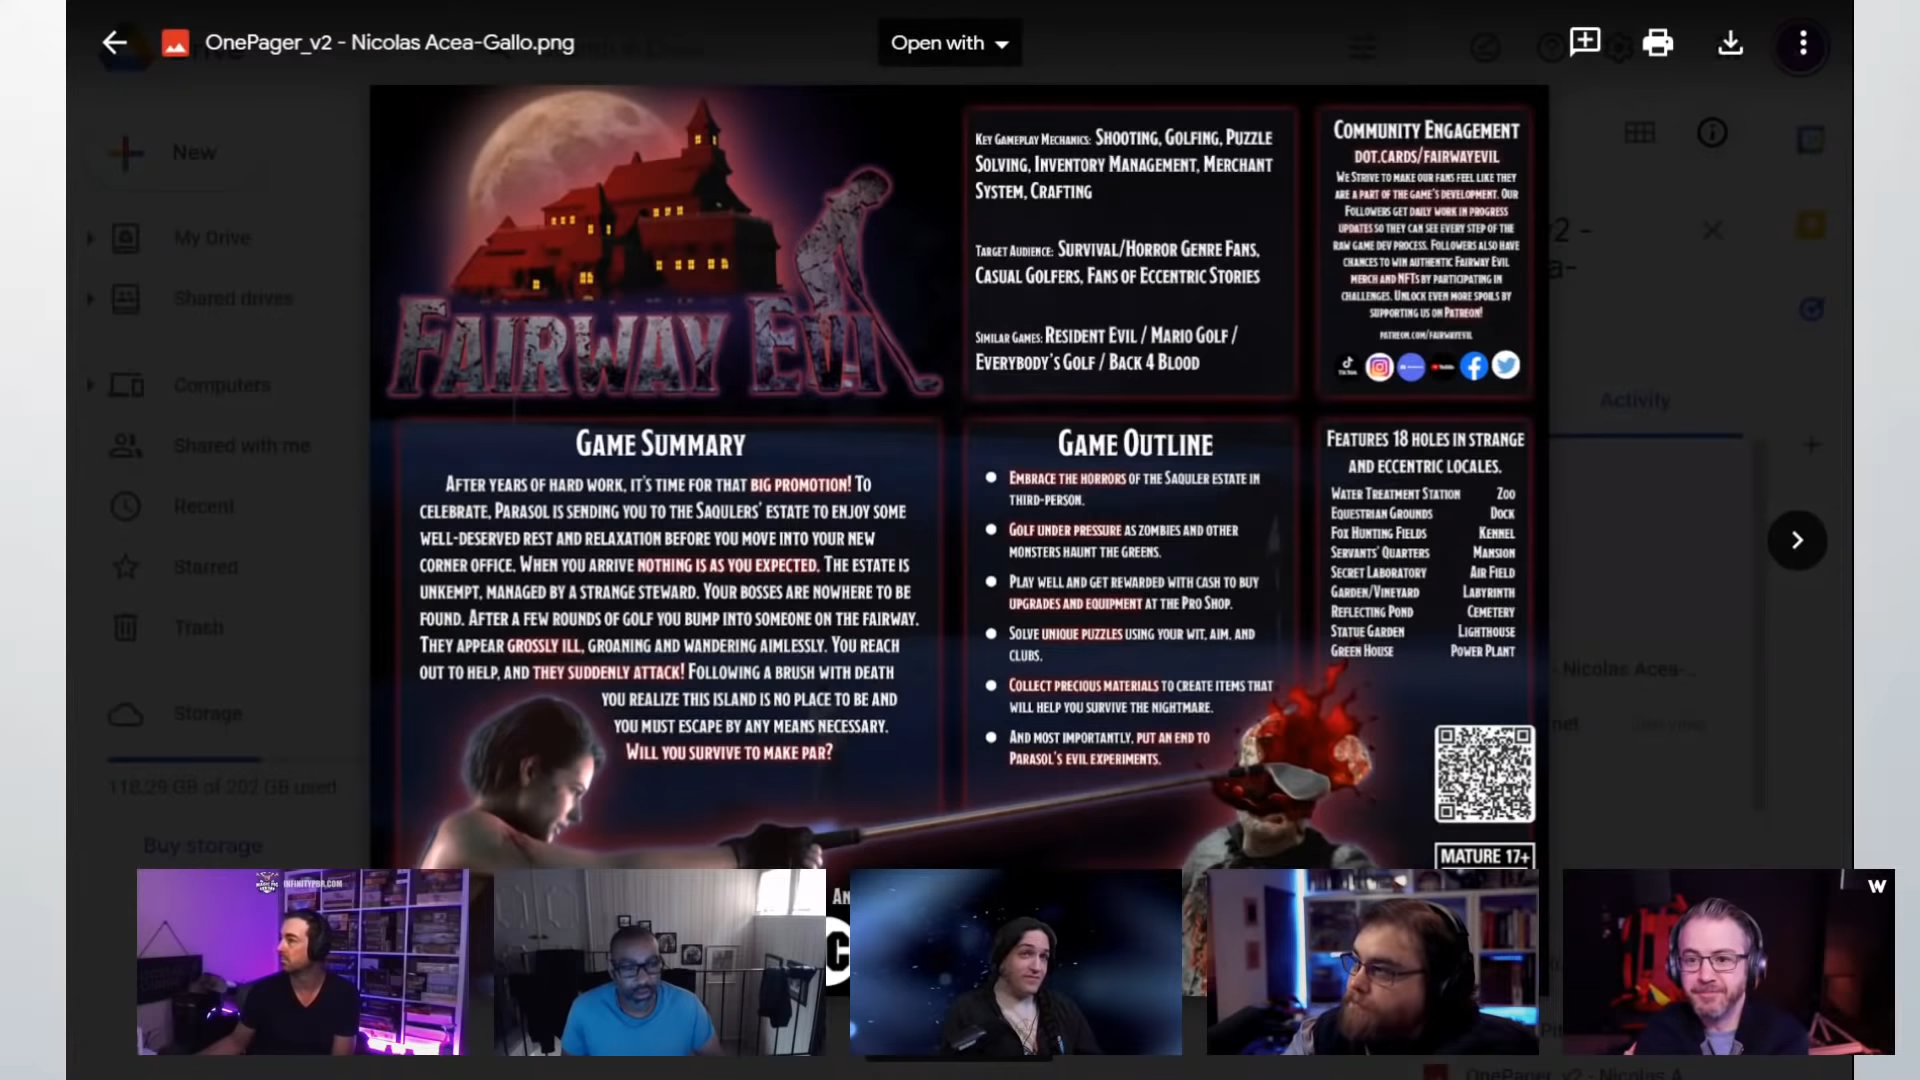 OnePager_v2 - Nicolas Acea-Gallo.png
Open with
New
My Drive
Shared drives
Computers
Shared with me
Recent
Starred
Trash
Storage
118.29 GB of 202 GB used
Buy storage
Activity
FAIRWAY EVIL
KEY GAMEPLAY MECHANICS: SHOOTING, GOLFING, PUZZLE
SOLVING, INVENTORY MANAGEMENT, MERCHANT
SYSTEM, CRAFTING
TARGET AUDIENCE: SURVIVAL/HORROR GENRE FANS,
CASUAL GOLFERS, FANS OF ECCENTRIC STORIES
SIMILAR GAMES: RESIDENT EVIL / MARIO GOLF /
EVERYBODY'S GOLF / BACK 4 BLOOD
COMMUNITY ENGAGEMENT
DOT.CARDS/FAIRWAYEVIL
WE STRIVE TO MAKE OUR FANS FEEL LIKE THEY
ARE A PART OF THE GAME'S DEVELOPMENT. OUR
FOLLOWERS GET DAILY WORK IN PROGRESS
UPDATES SO THEY CAN SEE EVERY STEP OF THE
RAW GAME DEV PROCESS. FOLLOWERS ALSO HAVE
CHANCES TO WIN AUTHENTIC FAIRWAY EVIL
MERCH AND NFTS BY PARTICIPATING IN
CHALLENGES. UNLOCK EVEN MORE SPOILS BY
SUPPORTING US ON PATREON!
PATREON.COM/FAIRWAYEVIL
GAME SUMMARY
AFTER YEARS OF HARD WORK, IT'S TIME FOR THAT BIG PROMOTION! TO
CELEBRATE, PARASOL IS SENDING YOU TO THE SAQULERS' ESTATE TO ENJOY SOME
WELL-DESERVED REST AND RELAXATION BEFORE YOU MOVE INTO YOUR NEW
CORNER OFFICE. WHEN YOU ARRIVE NOTHING IS AS YOU EXPECTED. THE ESTATE IS
UNKEMPT, MANAGED BY A STRANGE STEWARD. YOUR BOSSES ARE NOWHERE TO BE
FOUND. AFTER A FEW ROUNDS OF GOLF YOU BUMP INTO SOMEONE ON THE FAIRWAY.
THEY APPEAR GROSSLY ILL, GROANING AND WANDERING AIMLESSLY. YOU REACH
OUT TO HELP, AND THEY SUDDENLY ATTACK! FOLLOWING A BRUSH WITH DEATH
YOU REALIZE THIS ISLAND IS NO PLACE TO BE AND
YOU MUST ESCAPE BY ANY MEANS NECESSARY.
WILL YOU SURVIVE TO MAKE PAR?
GAME OUTLINE
EMBRACE THE HORRORS OF THE SAQULER ESTATE IN
THIRD-PERSON.
GOLF UNDER PRESSURE AS ZOMBIES AND OTHER
MONSTERS HAUNT THE GREENS.
PLAY WELL AND GET REWARDED WITH CASH TO BUY
UPGRADES AND EQUIPMENT AT THE PRO SHOP.
SOLVE UNIQUE PUZZLES USING YOUR WIT, AIM, AND
CLUBS.
COLLECT PRECIOUS MATERIALS TO CREATE ITEMS THAT
WILL HELP YOU SURVIVE THE NIGHTMARE.
AND MOST IMPORTANTLY, PUT AN END TO
PARASOL'S EVIL EXPERIMENTS.
FEATURES 18 HOLES IN STRANGE
AND ECCENTRIC LOCALES.
WATER TREATMENT STATION ZOO
EQUESTRIAN GROUNDS DOCK
FOX HUNTING FIELDS KENNEL
SERVANTS' QUARTERS MANSION
SECRET LABORATORY AIR FIELD
GARDEN/VINEYARD LABYRINTH
REFLECTING POND CEMETERY
STATUE GARDEN LIGHTHOUSE
GREEN HOUSE POWER PLANT
MATURE 17+
- Nicolas Acea-...
INFINITYPDR.COM
AN
W
OnePager_v2 - Nicolas A